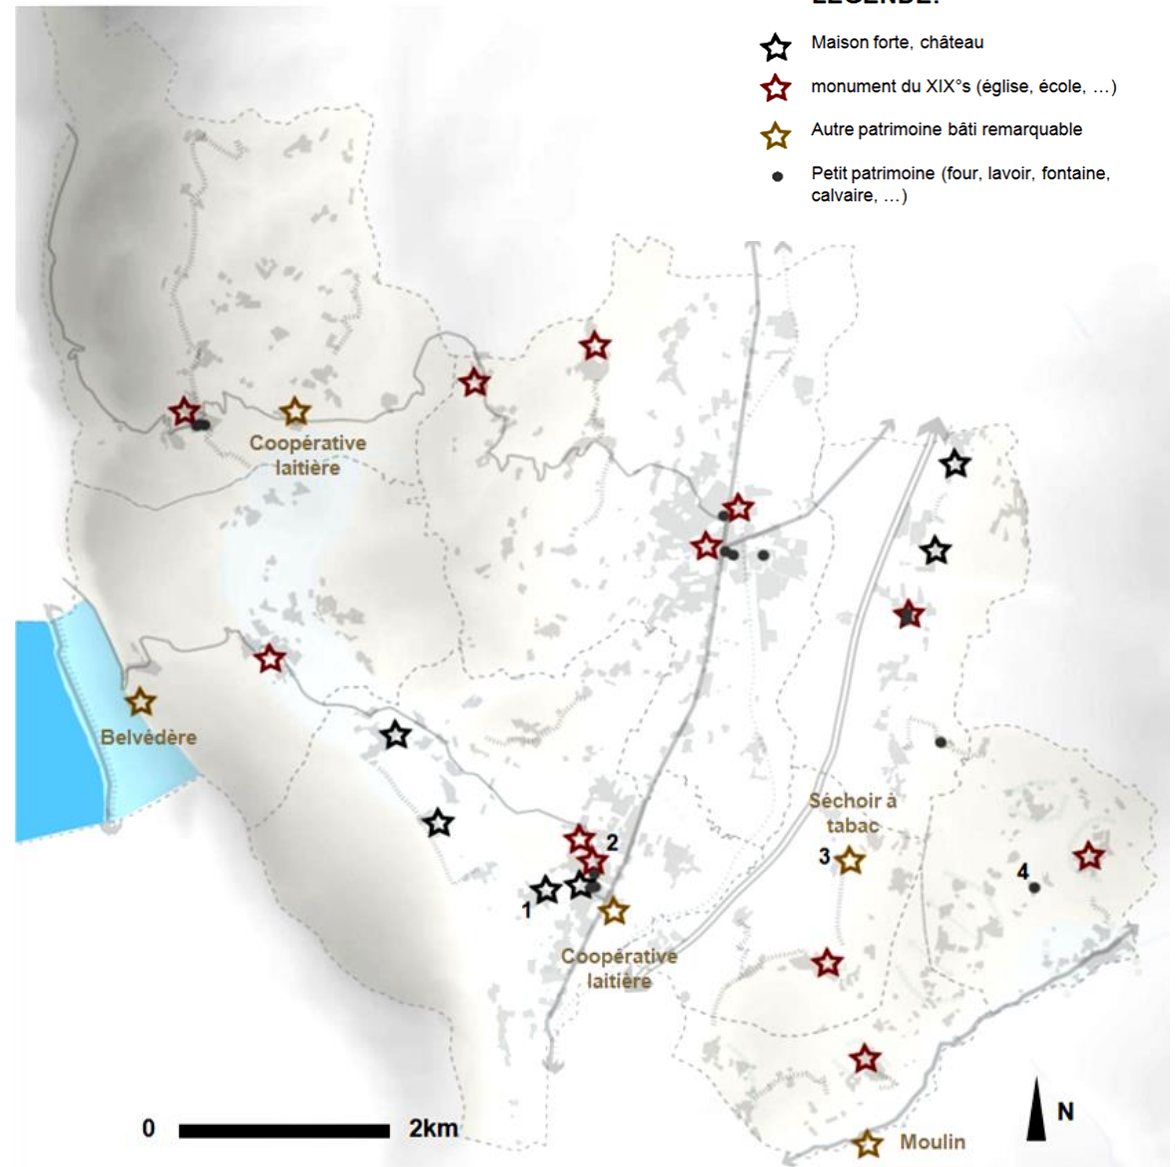 LEGENDE:
Maison forte, château
monument du XIX°s (église, école, …)
Autre patrimoine bâti remarquable
Petit patrimoine (four, lavoir, fontaine,
calvaire, …)
Coopérative
laitière
Belvédère
Séchoir à
tabac
2
3
4
1
Coopérative
laitière
0
2km
N
Moulin